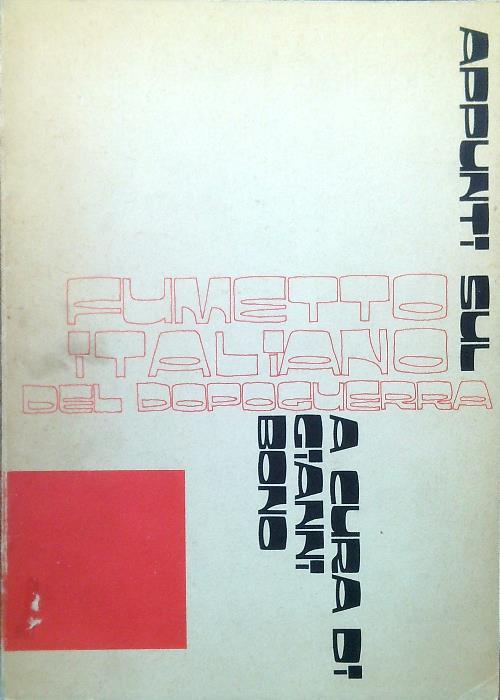 APPUNTi SUL
FUMETTO
iTALiANO
DEL DOPOGUERRA
A CURA Di
GiANNi
BONO